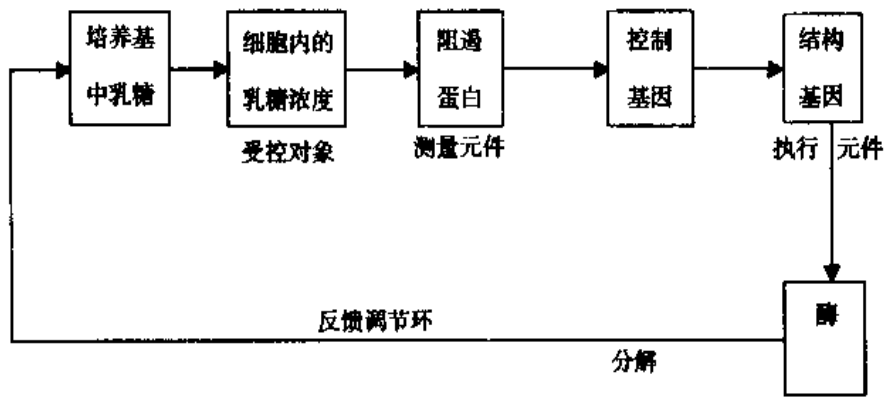 培养基
中乳糖
细胞内的
乳糖浓度
受控对象
阻遏
蛋白
测量元件
控制
基因
结构
基因
执行 元件
酶
反馈调节环
分解